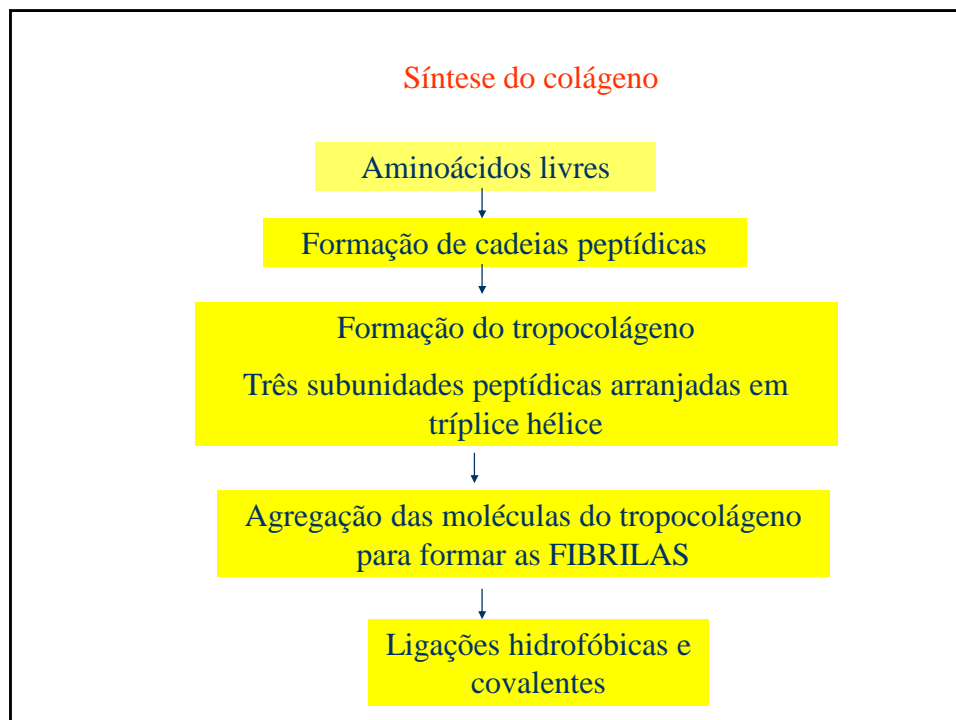 Síntese do colágeno
Aminoácidos livres
Formação de cadeias peptídicas
Formação do tropocolágeno
Três subunidades peptídicas arranjadas em
tríplice hélice
Agregação das moléculas do tropocolágeno
para formar as FIBRILAS
Ligações hidrofóbicas e
covalentes